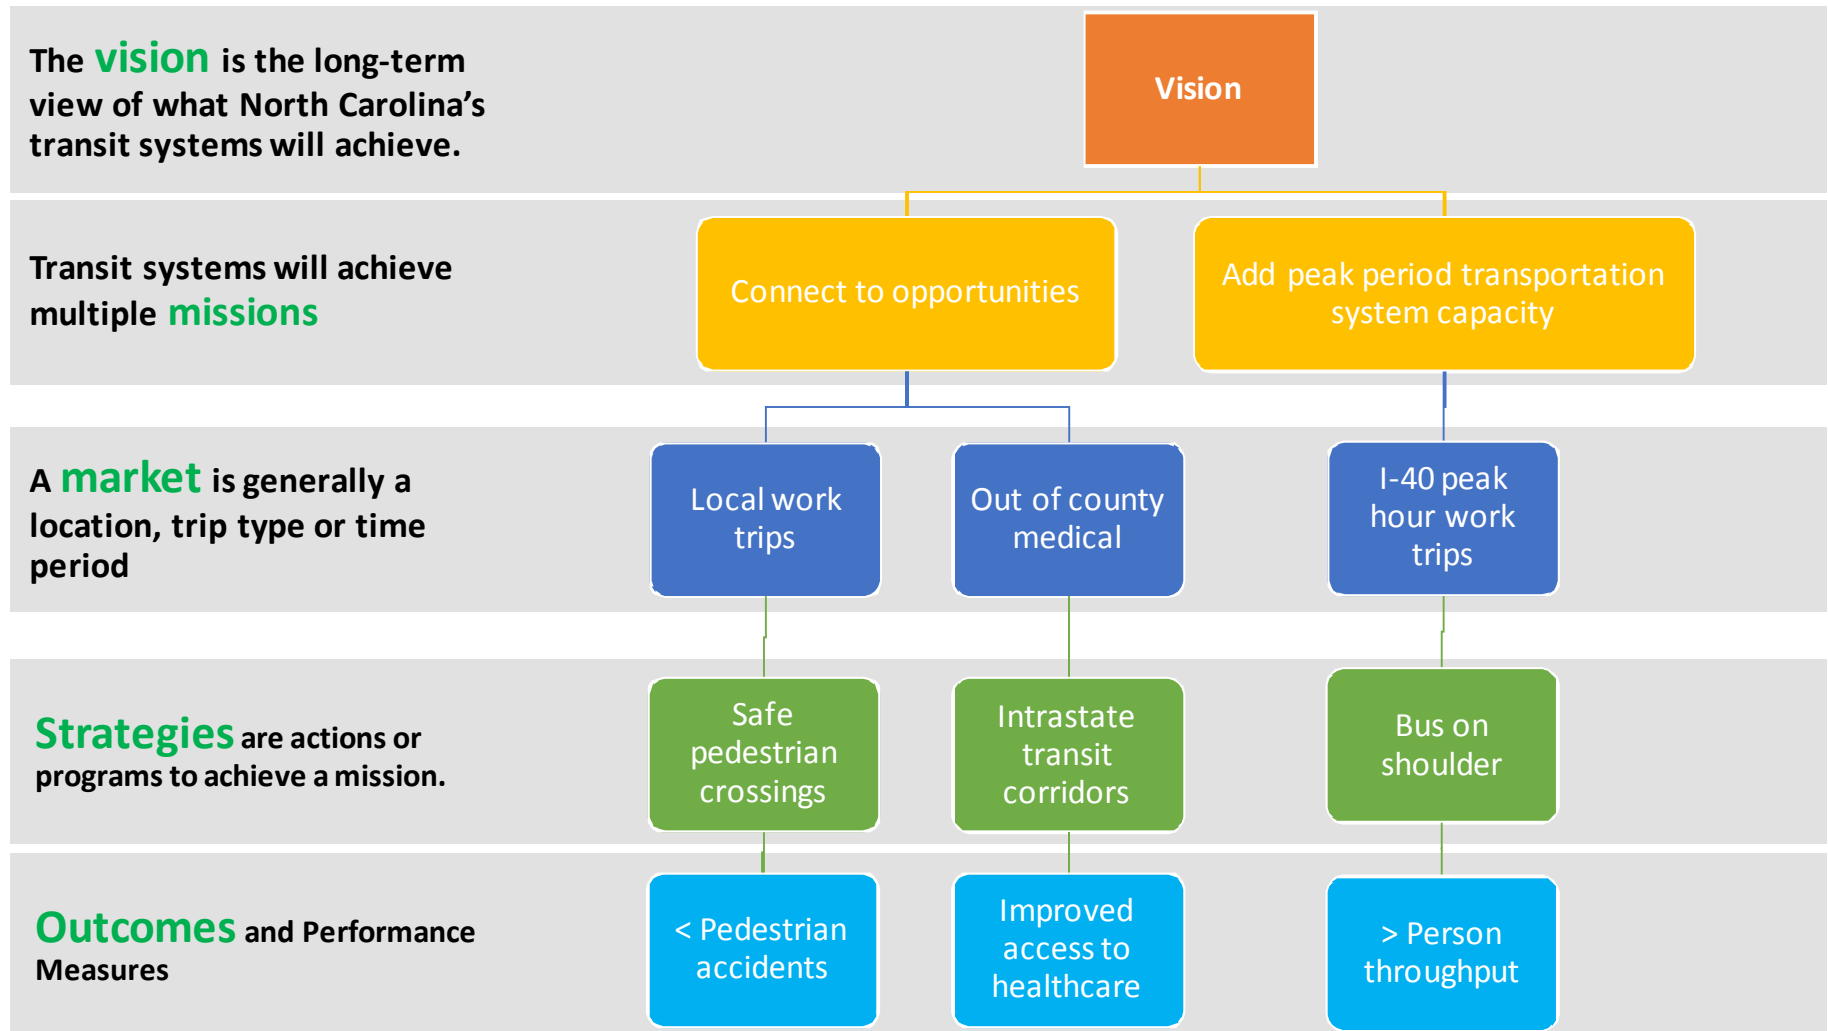 The vision is the long-term
view of what North Carolina's
transit systems will achieve.
Vision
Transit systems will achieve
multiple missions
Connect to opportunities
Add peak period transportation
system capacity
A market is generally a
location, trip type or time
period
Local work
trips
Out of county
medical
I-40 peak
hour work
trips
Strategies are actions or
programs to achieve a mission.
Safe
pedestrian
crossings
Intrastate
transit
corridors
Bus on
shoulder
Outcomes and Performance
Measures
< Pedestrian
accidents
Improved
access to
healthcare
> Person
throughput